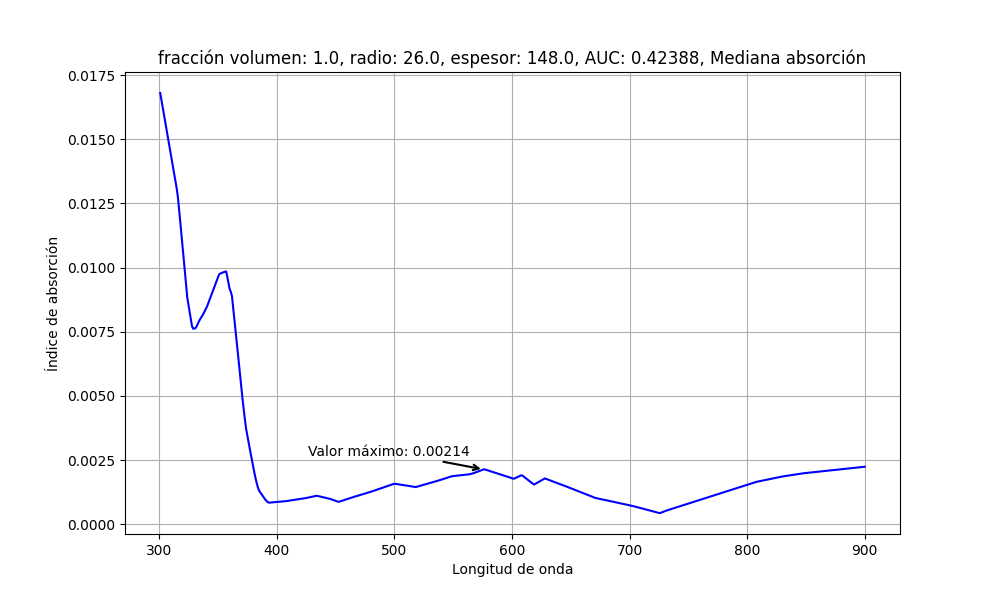 fracción volumen: 1.0, radio: 26.0, espesor: 148.0, AUC: 0.42388, Mediana absorción
0.0175
0.0150
0.0125
0.0100
0.0075
0.0050
0.0025
0.0000
Índice de absorción
Valor máximo: 0.00214
300 400 500 600 700 800 900
Longitud de onda